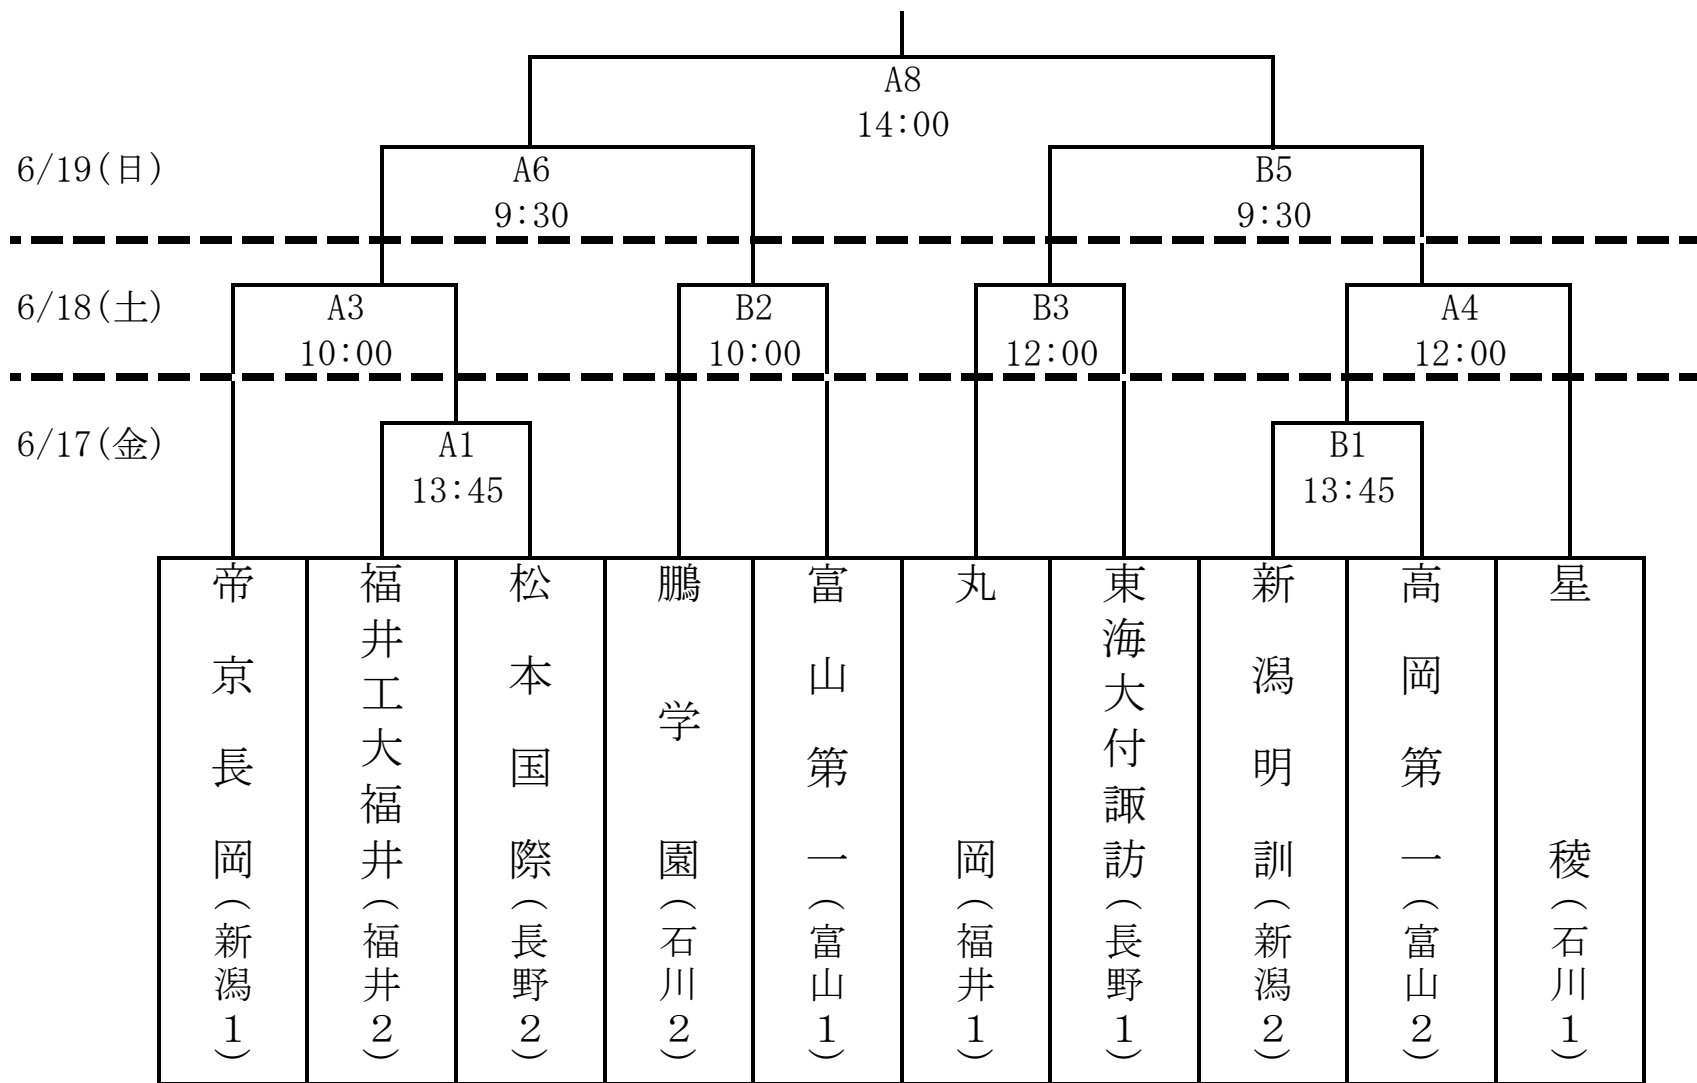 A8
14:00
6/19(日)
A6
9:30
B5
9:30
6/18(土)
A3
10:00
B2
10:00
B3
12:00
A4
12:00
6/17(金)
A1
13:45
B1
13:45
帝京長岡(新潟1)
福井工大福井(福井2)
松本国際(長野2)
鵬学園(石川2)
富山第一(富山1)
丸岡(福井1)
東海大付諏訪(長野1)
新潟明訓(新潟2)
高岡第一(富山2)
星稜(石川1)